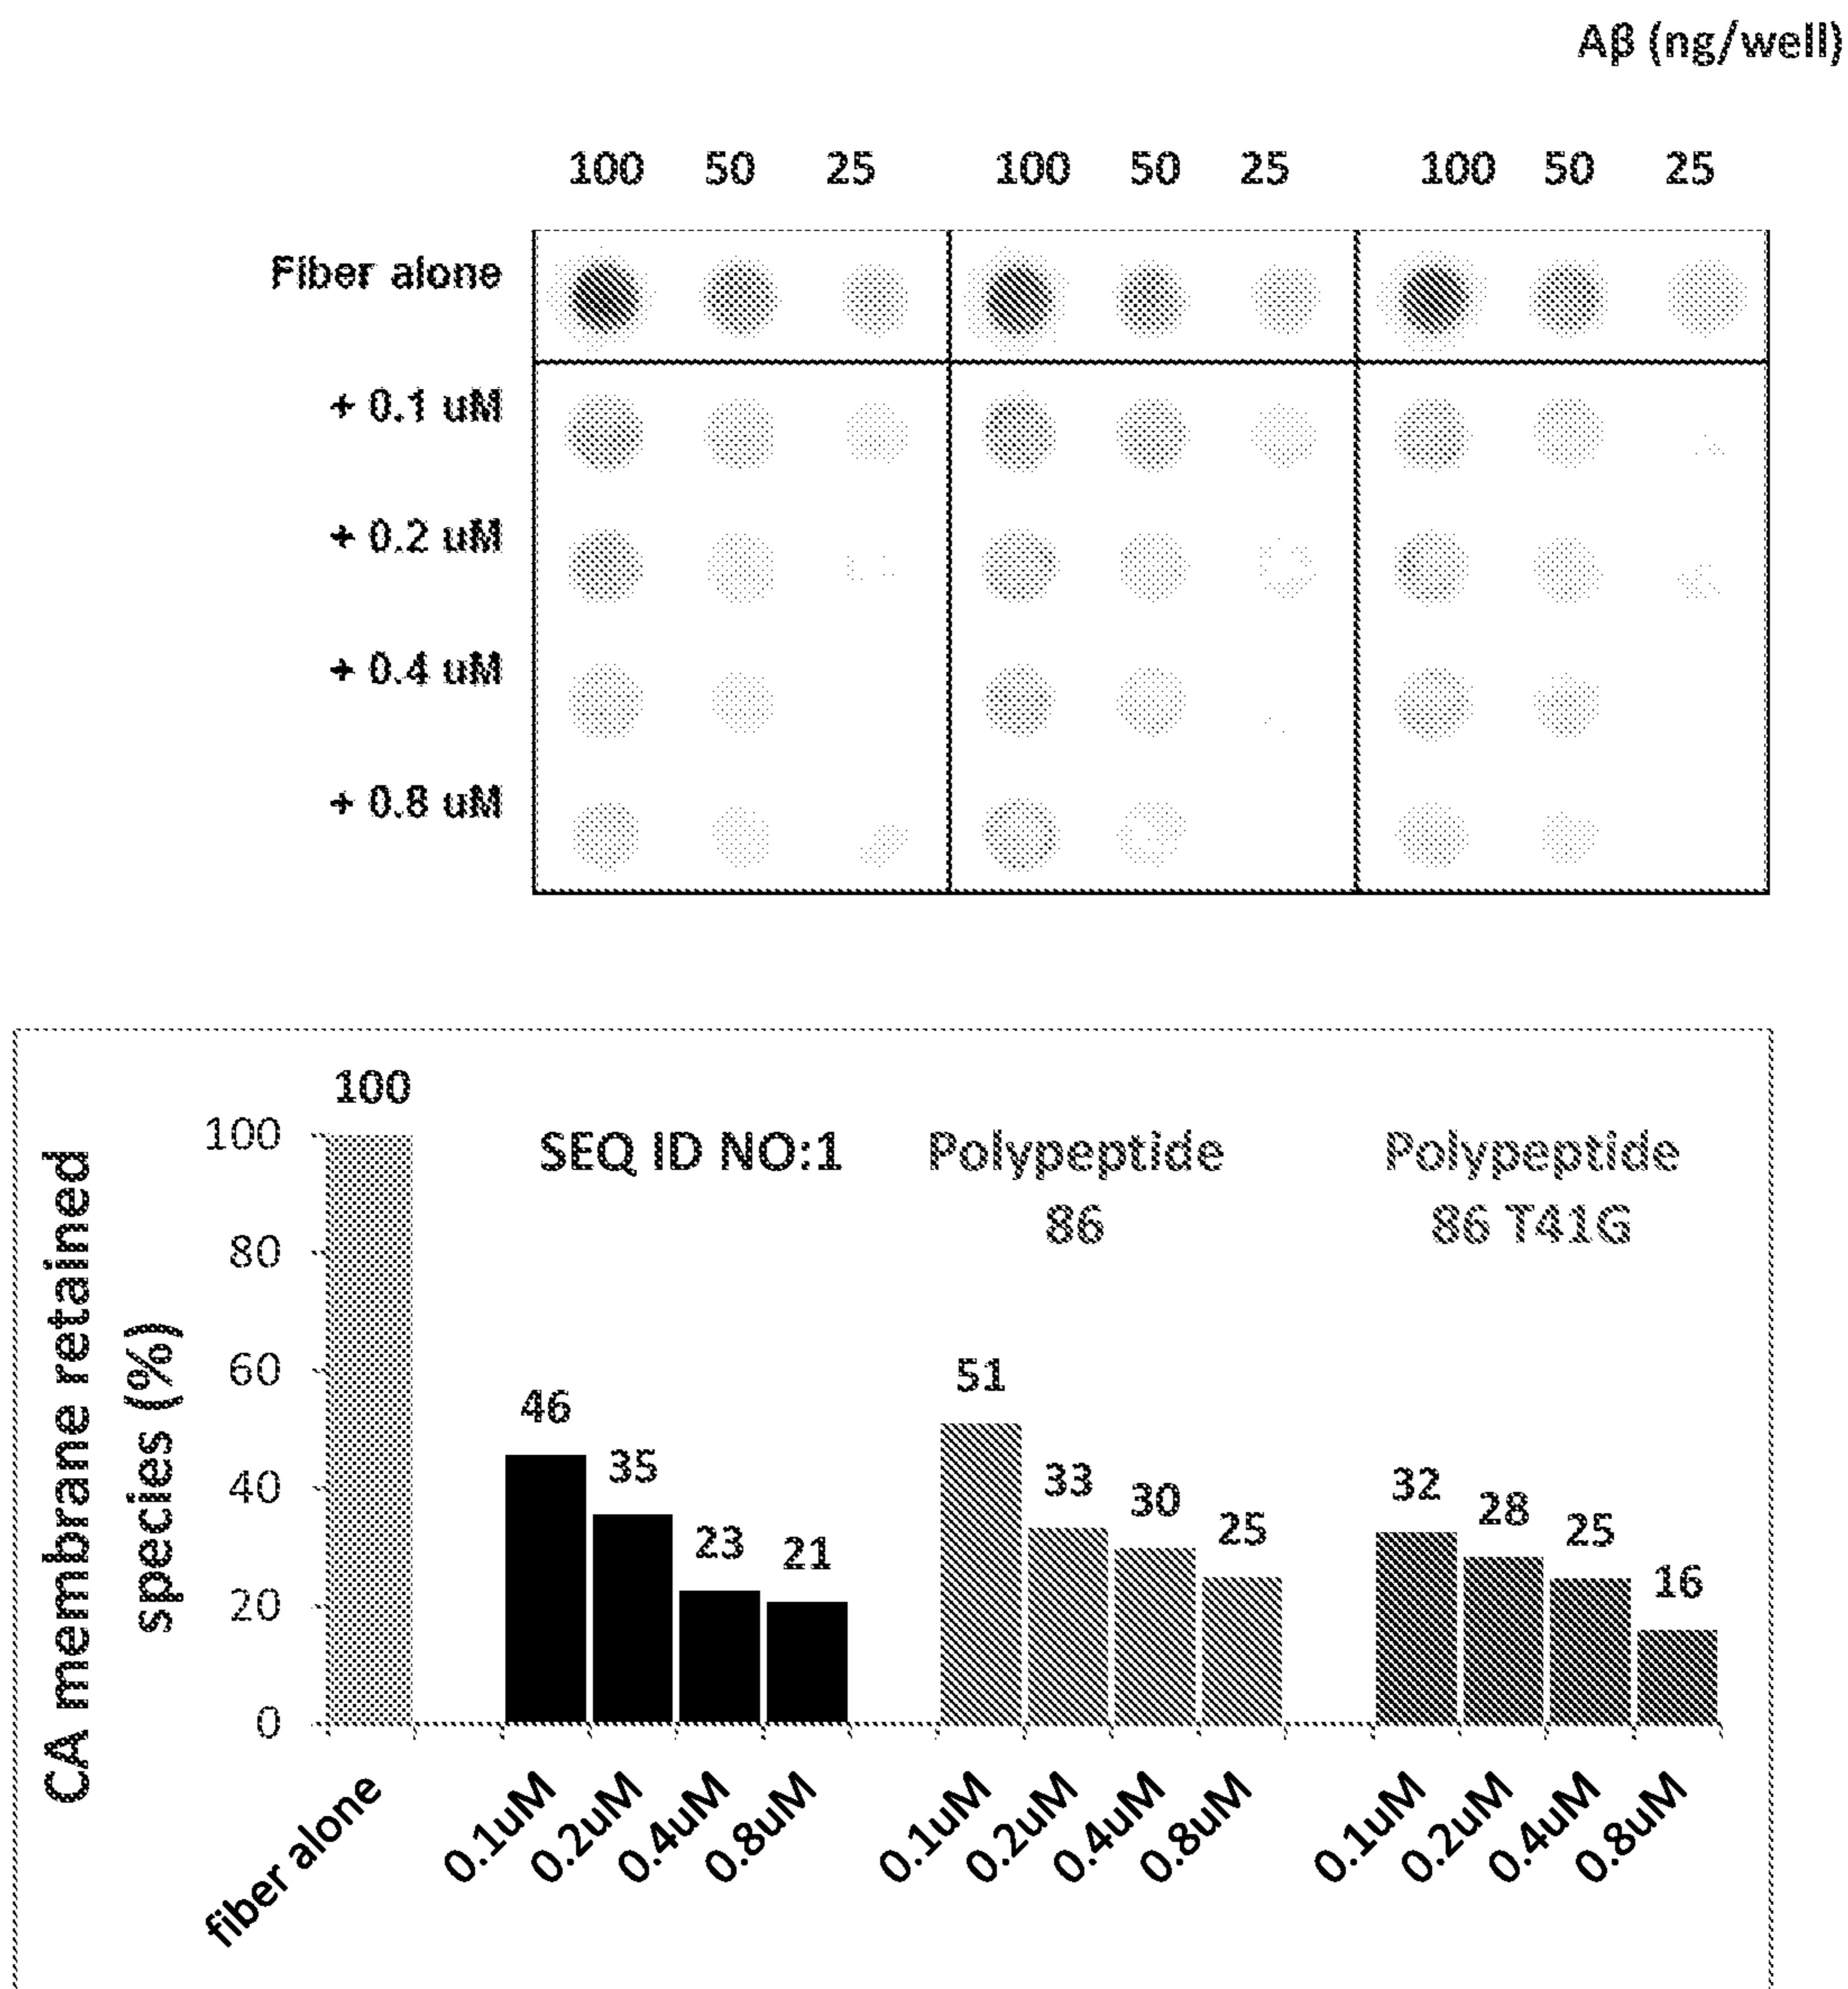 Aβ (ng/well)
100 50 25 100 50 25 100 50 25
Fiber alone
+ 0.1 uM
+ 0.2 uM
+ 0.4 uM
+ 0.8 uM
CA membrane retained
species (%)
100
80
60
40
20
0
100
SEQ ID NO:1
Polypeptide
86
Polypeptide
86 T41G
46 35 23 21
51 33 30 25
32 28 25 16
fiber alone
0.1uM 0.2uM 0.4uM 0.8uM
0.1uM 0.2uM 0.4uM 0.8uM
0.1uM 0.2uM 0.4uM 0.8uM